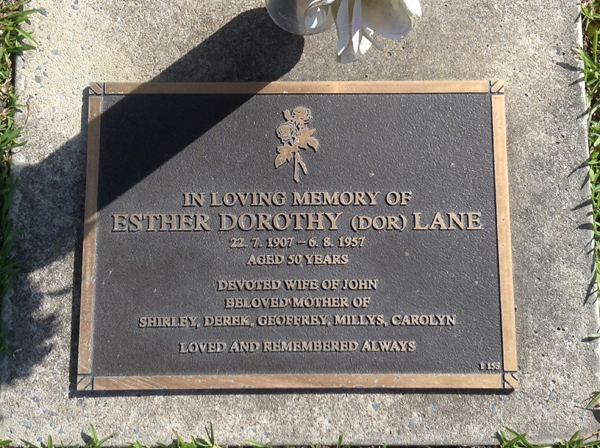 IN LOVING MEMORY OF
ESTHER DOROTHY (DOR) LANE
22. 7. 1907 – 6. 8. 1957
AGED 50 YEARS
DEVOTED WIFE OF JOHN
BELOVED MOTHER OF
SHIRLEY, DEREK, GEOFFREY, MILLYS, CAROLYN
LOVED AND REMEMBERED ALWAYS